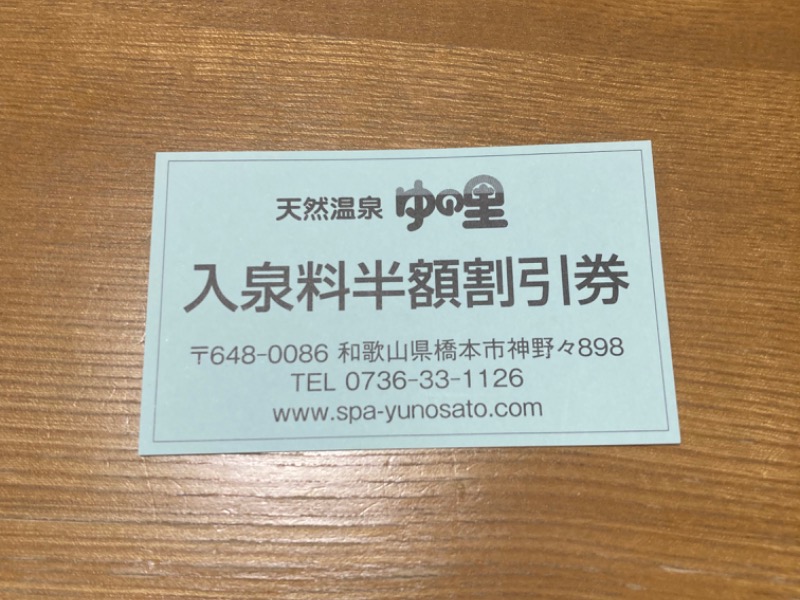 天然温泉 ゆの里
入泉料半額割引券
〒648-0086 和歌山県橋本市神野々898
TEL 0736-33-1126
www.spa-yunosato.com